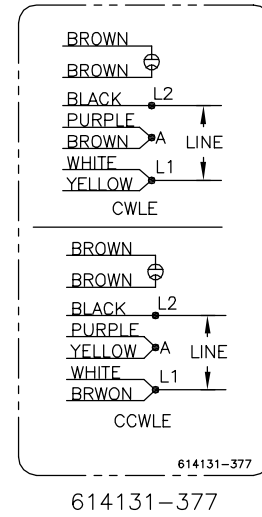 BROWN
BROWN
BLACK L2
PURPLE
BROWN A LINE
WHITE L1
YELLOW
CWLE
BROWN
BROWN
BLACK L2
PURPLE
YELLOW A LINE
WHITE L1
BRWON
CCWLE
614131-377
614131-377